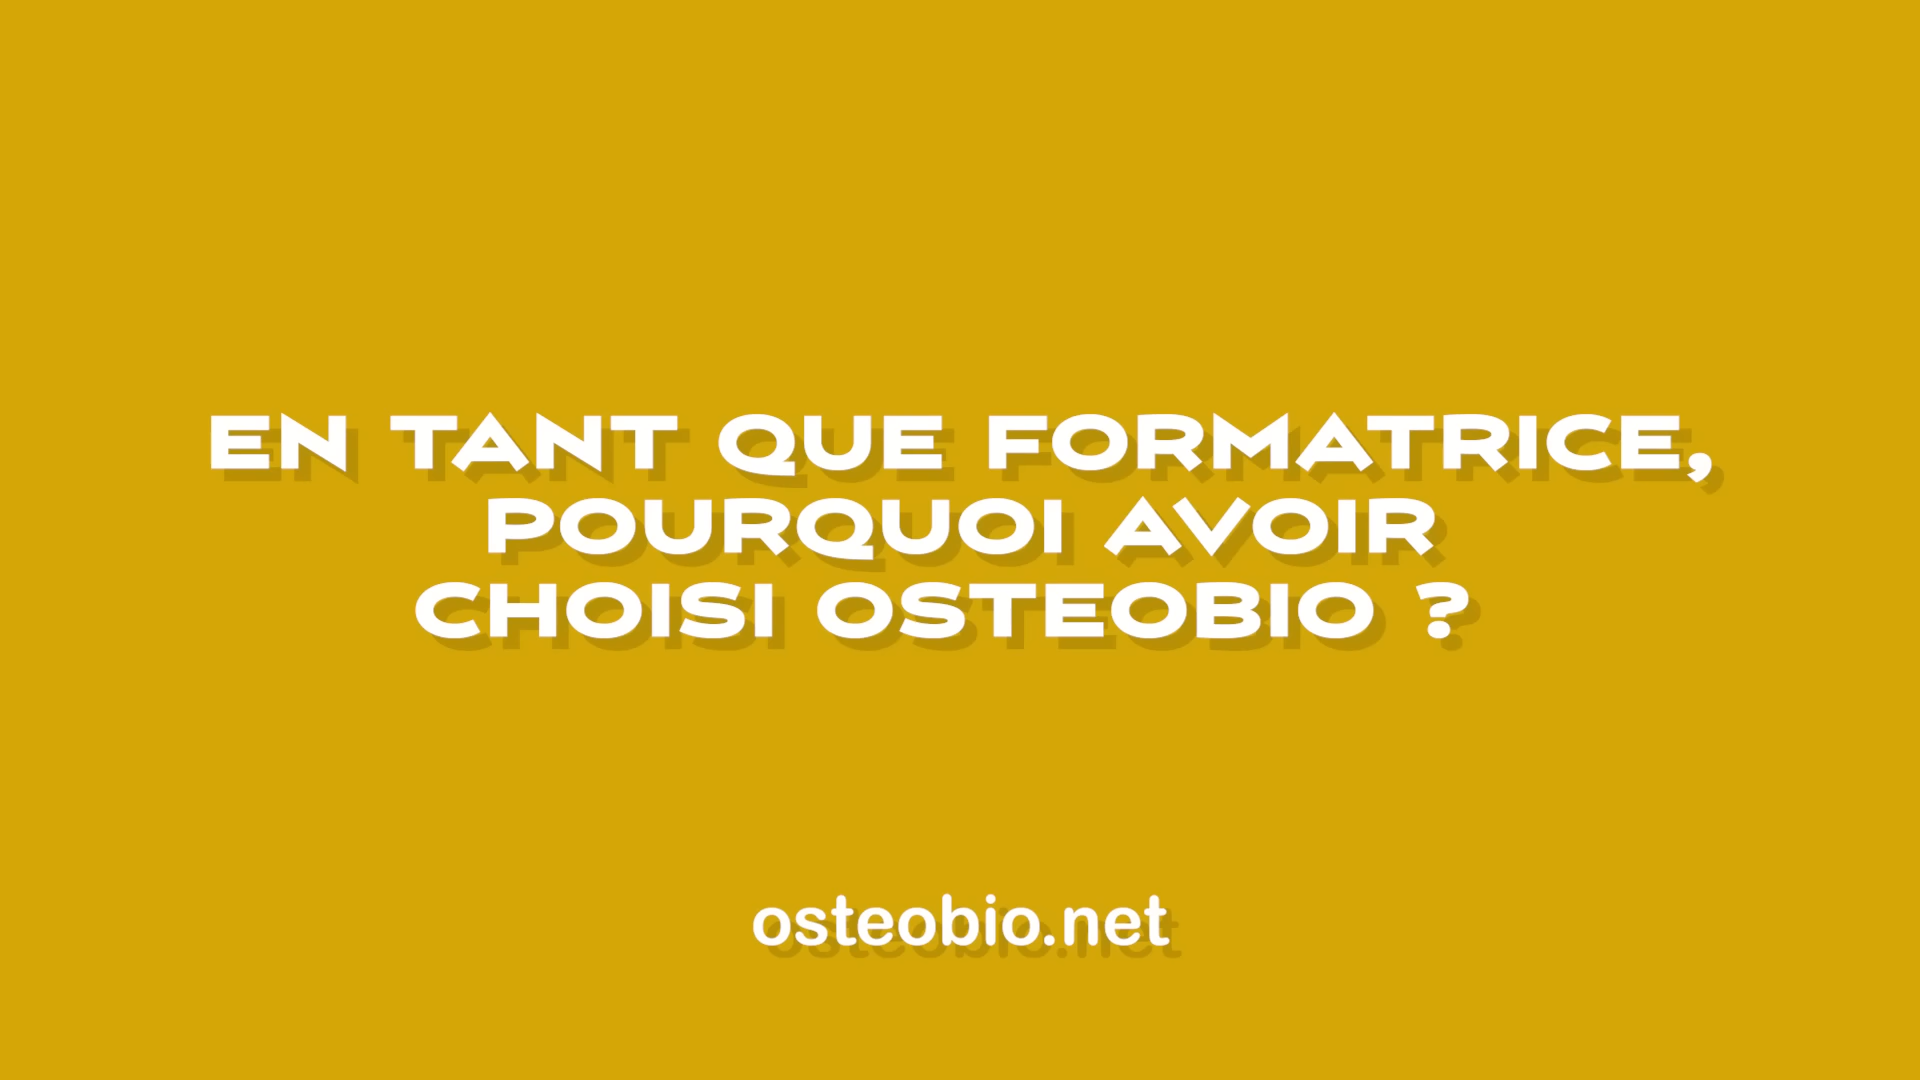 EN TANT QUE FORMATRICE,
POURQUOI AVOIR
CHOISI OSTEOBIO ?
osteobio.net